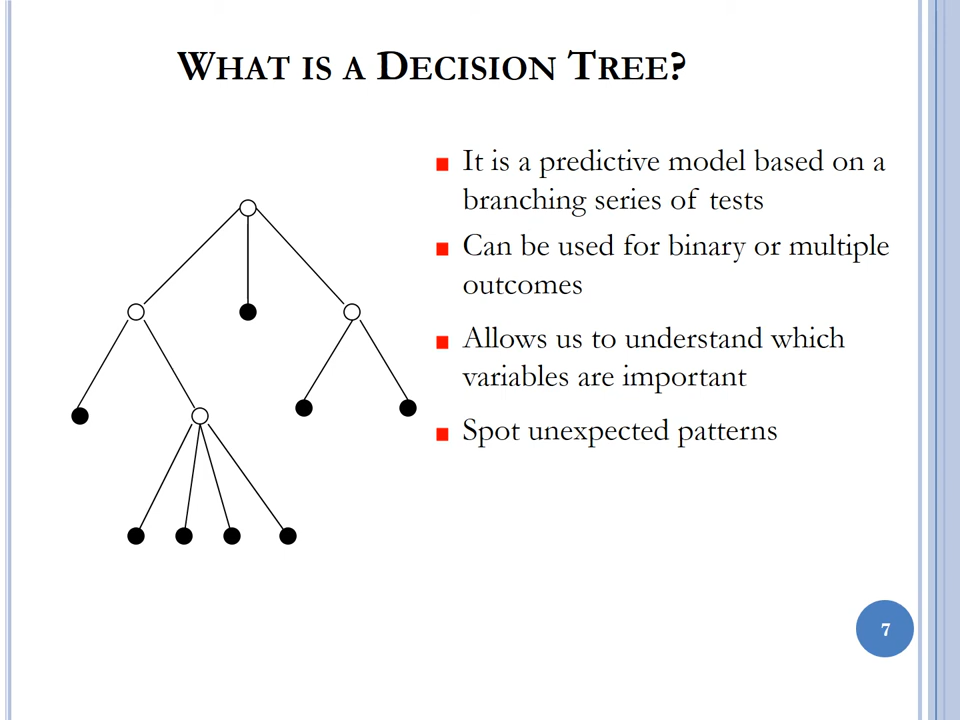 WHAT IS A DECISION TREE?
It is a predictive model based on a
branching series of tests
Can be used for binary or multiple
outcomes
Allows us to understand which
variables are important
Spot unexpected patterns
7